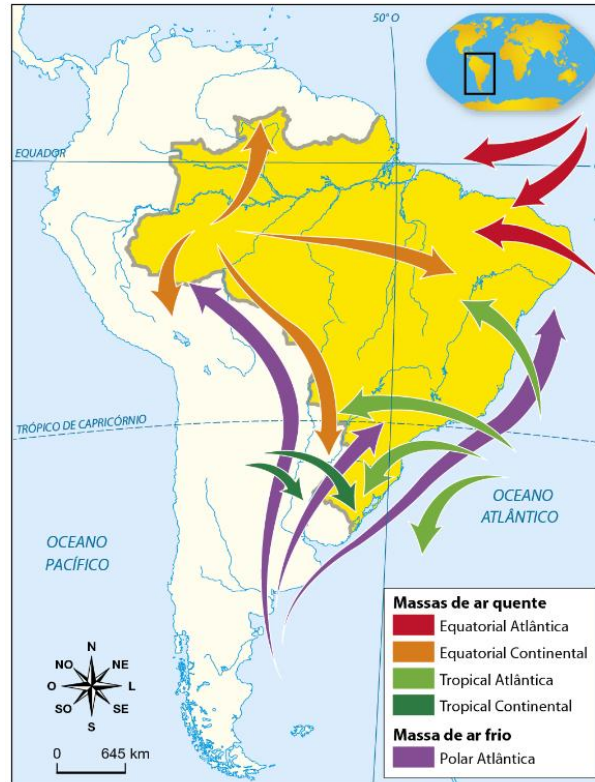 50° O
EQUADOR
TRÓPICO DE CAPRICÓRNIO
OCEANO
PACÍFICO
OCEANO
ATLÂNTICO
N
NO
NE
O
L
SO
SE
S
0 645 km
Massas de ar quente
Equatorial Atlântica
Equatorial Continental
Tropical Atlântica
Tropical Continental
Massa de ar frio
Polar Atlântica